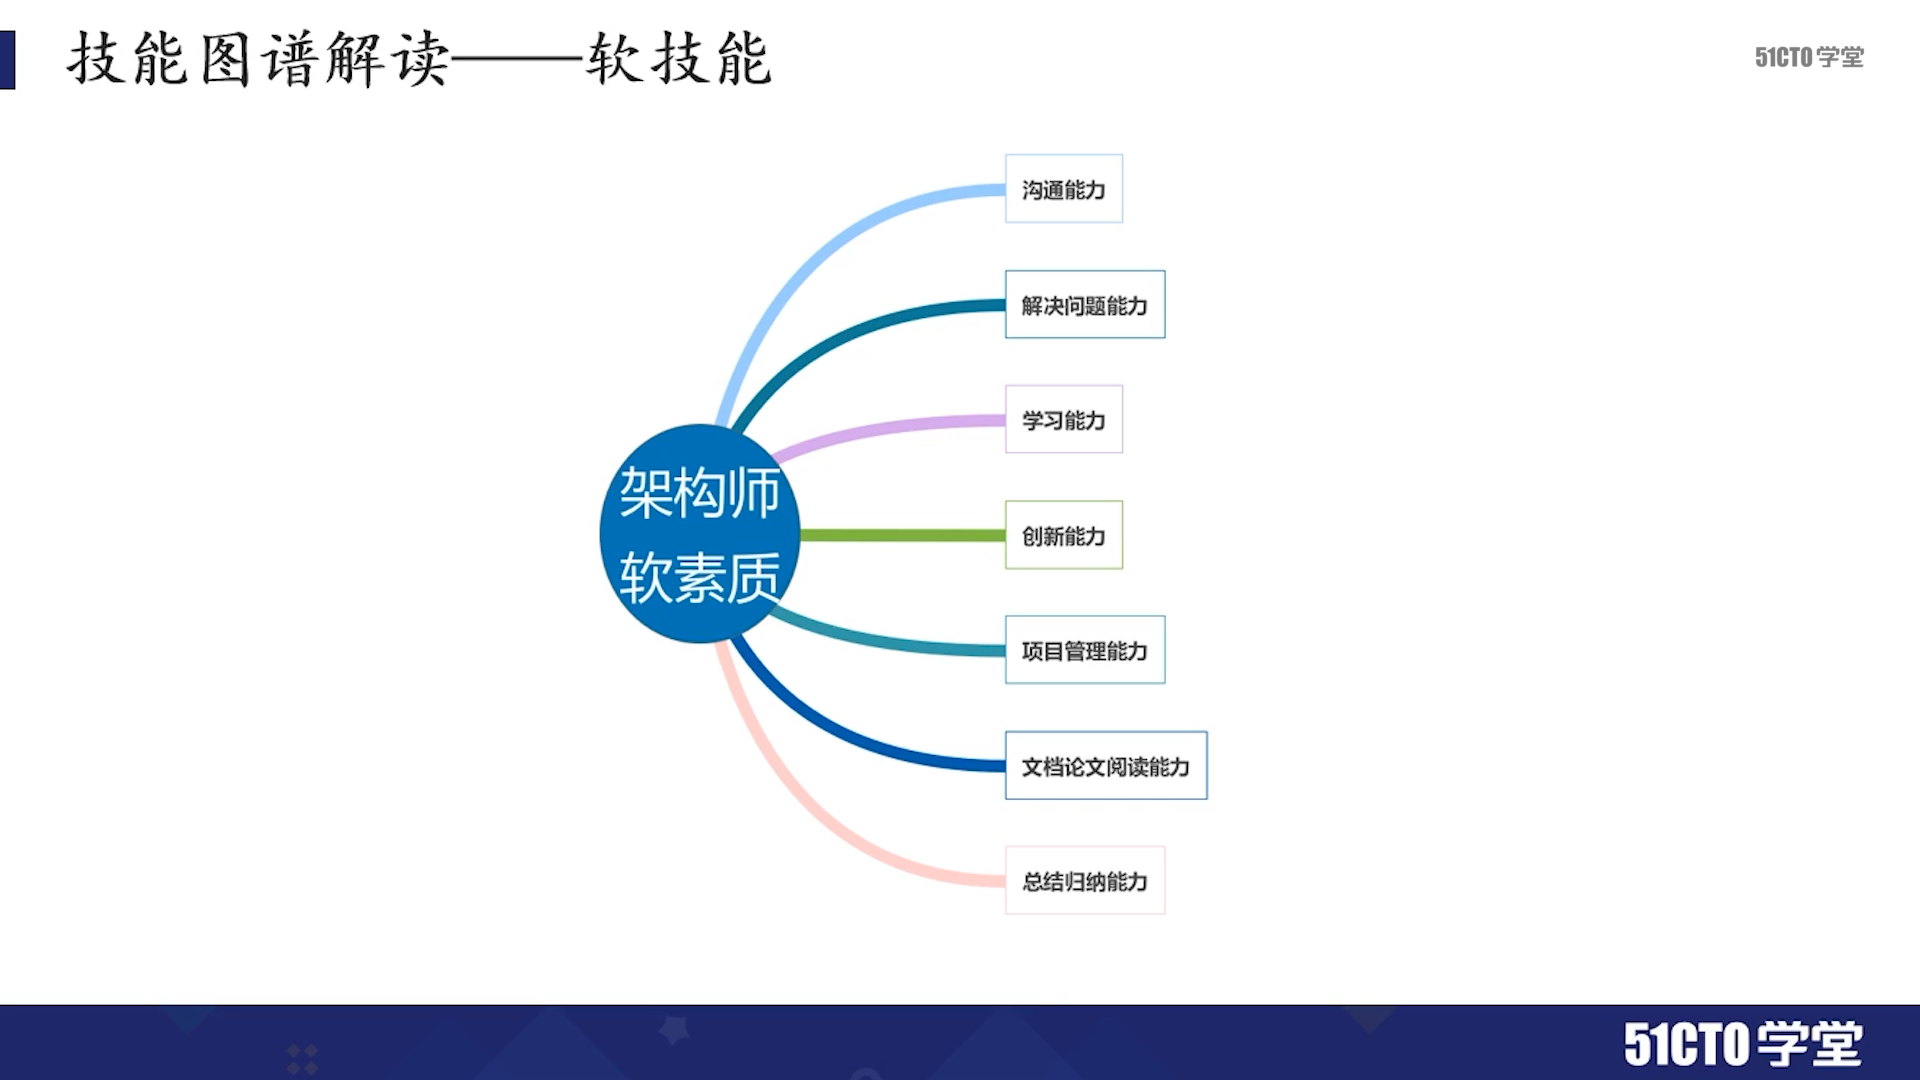 技能图谱解读——软技能
51CTO学堂
沟通能力
解决问题能力
学习能力
架构师
软素质
创新能力
项目管理能力
文档论文阅读能力
总结归纳能力
51CTO学堂